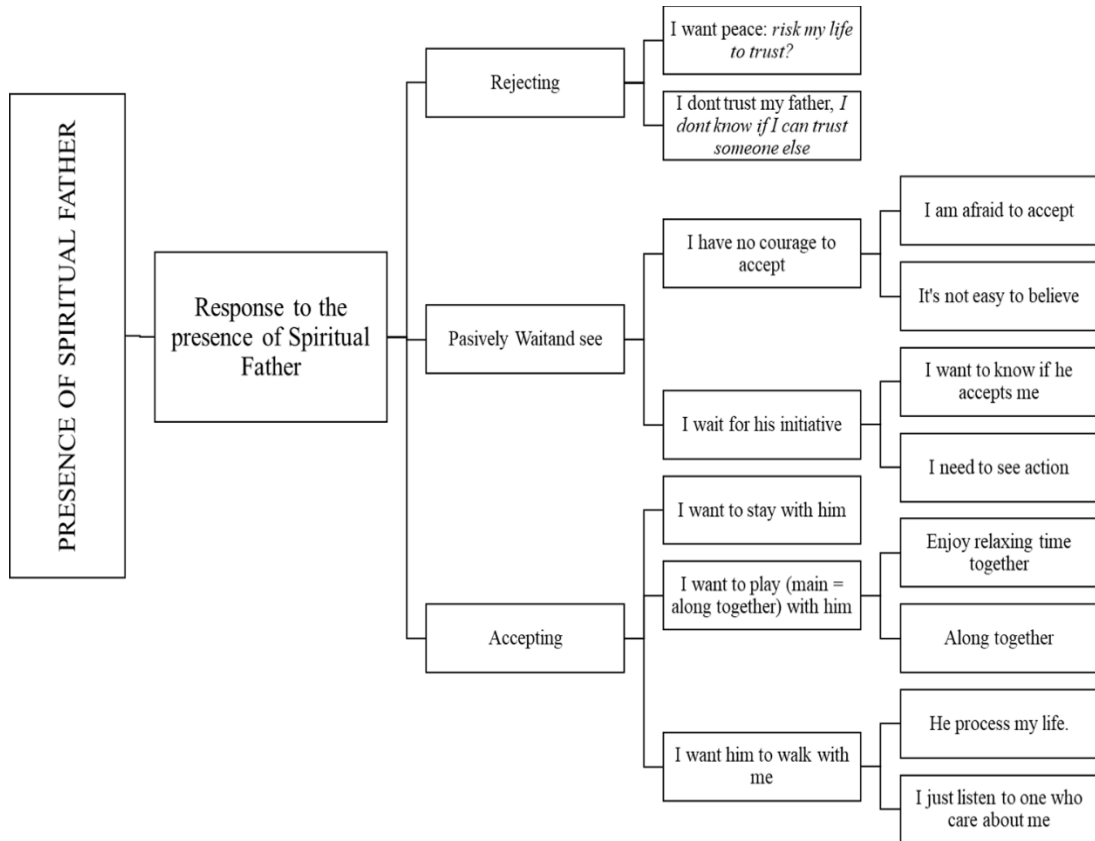 PRESENCE OF SPIRITUAL FATHER
Response to the
presence of Spiritual
Father
Rejecting
I want peace: risk my life
to trust?
I dont trust my father, I
dont know if I can trust
someone else
Pasively Waitand see
I have no courage to
accept
I am afraid to accept
It's not easy to believe
I wait for his initiative
I want to know if he
accepts me
I need to see action
Accepting
I want to stay with him
I want to play (main =
along together) with him
Enjoy relaxing time
together
Along together
I want him to walk with
me
He process my life.
I just listen to one who
care about me